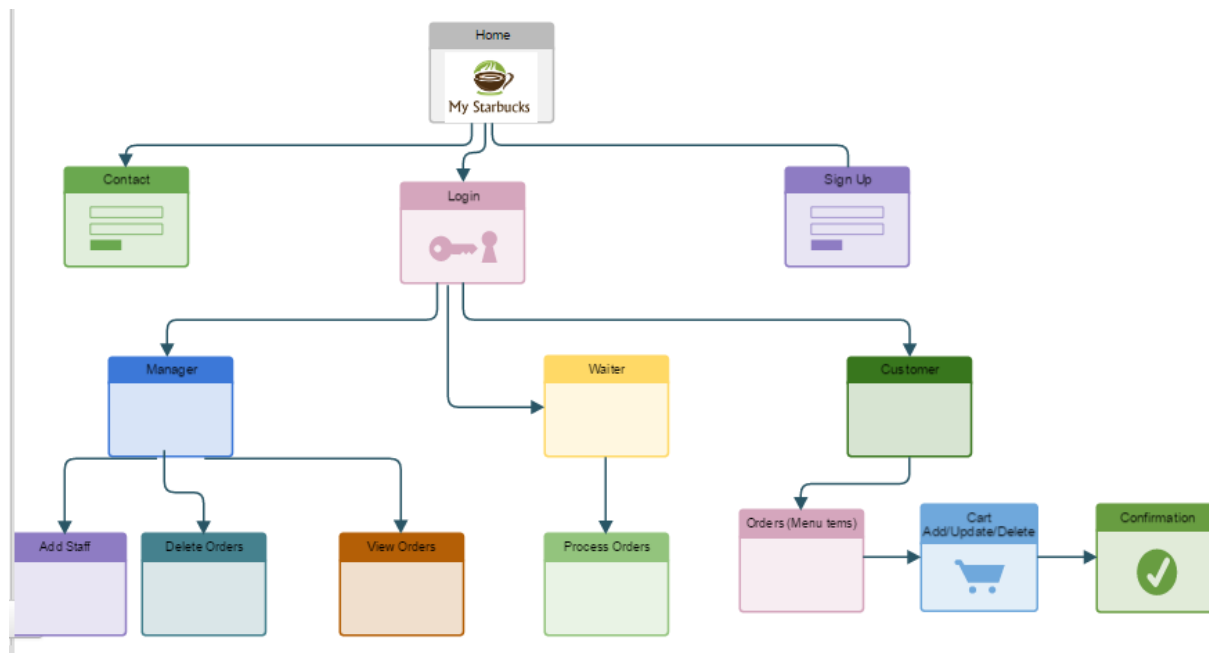 Home
My Starbucks
Contact
Login
Sign Up
Manager
Waiter
Customer
Add Staff
Delete Orders
View Orders
Process Orders
Orders (Menu tems)
Cart
Add/Update/Delete
Confirmation